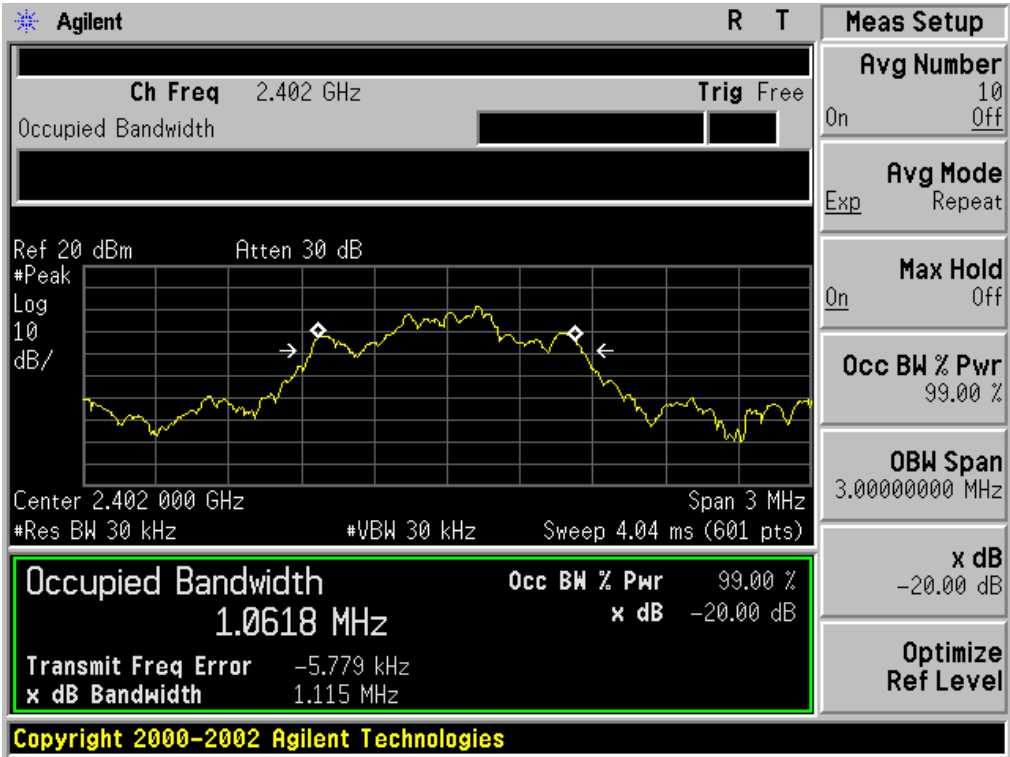 Agilent R T
Ch Freq 2.402 GHz Trig Free
Occupied Bandwidth
Ref 20 dBm Atten 30 dB
#Peak
Log
10
dB/
Center 2.402 000 GHz Span 3 MHz
#Res BW 30 kHz #VBW 30 kHz Sweep 4.04 ms (601 pts)
Occupied Bandwidth Occ BW % Pwr 99.00 %
1.0618 MHz x dB -20.00 dB
Transmit Freq Error -5.779 kHz
x dB Bandwidth 1.115 MHz
Copyright 2000-2002 Agilent Technologies
Meas Setup
Avg Number
10
On Off
Avg Mode
Exp Repeat
Max Hold
On Off
Occ BW % Pwr
99.00 %
OBW Span
3.00000000 MHz
x dB
-20.00 dB
Optimize
Ref Level